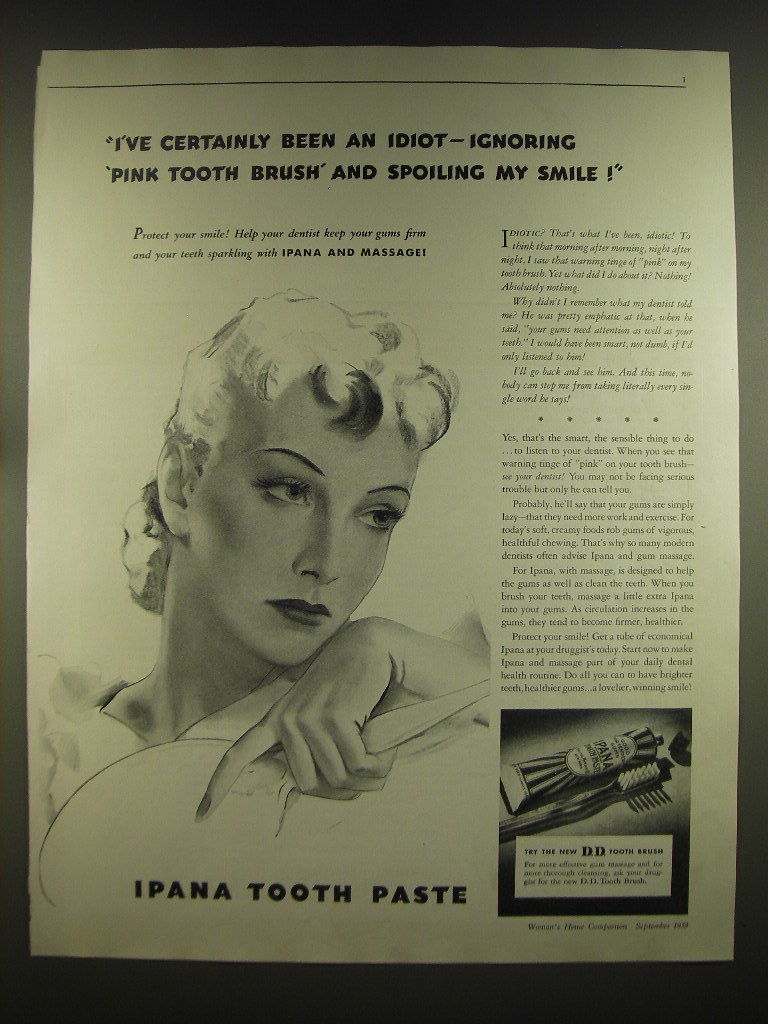 1
"I'VE CERTAINLY BEEN AN IDIOT—IGNORING
'PINK TOOTH BRUSH' AND SPOILING MY SMILE!"
Protect your smile! Help your dentist keep your gums firm
and your teeth sparkling with IPANA AND MASSAGE!
IDIOTIC? That's what I've been, idiotic! To
think that morning after morning, night after
night, I saw that warning tinge of "pink" on my
tooth brush. Yet what did I do about it? Nothing!
Absolutely nothing.
Why didn't I remember what my dentist told
me? He was pretty emphatic at that, when he
said, "your gums need attention as well as your
teeth." I would have been smart, not dumb, if I'd
only listened to him!
I'll go back and see him. And this time, no-
body can stop me from taking literally every sin-
gle word he says!
* * * * *
Yes, that's the smart, the sensible thing to do
...to listen to your dentist. When you see that
warning tinge of "pink" on your tooth brush—
see your dentist! You may not be facing serious
trouble but only he can tell you.
Probably, he'll say that your gums are simply
lazy—that they need more work and exercise. For
today's soft, creamy foods rob gums of vigorous,
healthful chewing. That's why so many modern
dentists often advise Ipana and gum massage.
For Ipana, with massage, is designed to help
the gums as well as clean the teeth. When you
brush your teeth, massage a little extra Ipana
into your gums. As circulation increases in the
gums, they tend to become firmer, healthier.
Protect your smile! Get a tube of economical
Ipana at your druggist's today. Start now to make
Ipana and massage part of your daily dental
health routine. Do all you can to have brighter
teeth, healthier gums...a lovelier, winning smile!
IPANA
TOOTH PASTE
TRY THE NEW D.D. TOOTH BRUSH
For more effective gum massage and for
more thorough cleansing, ask your drug-
gist for the new D.D. Tooth Brush.
IPANA TOOTH PASTE
Woman's Home Companion September 1939